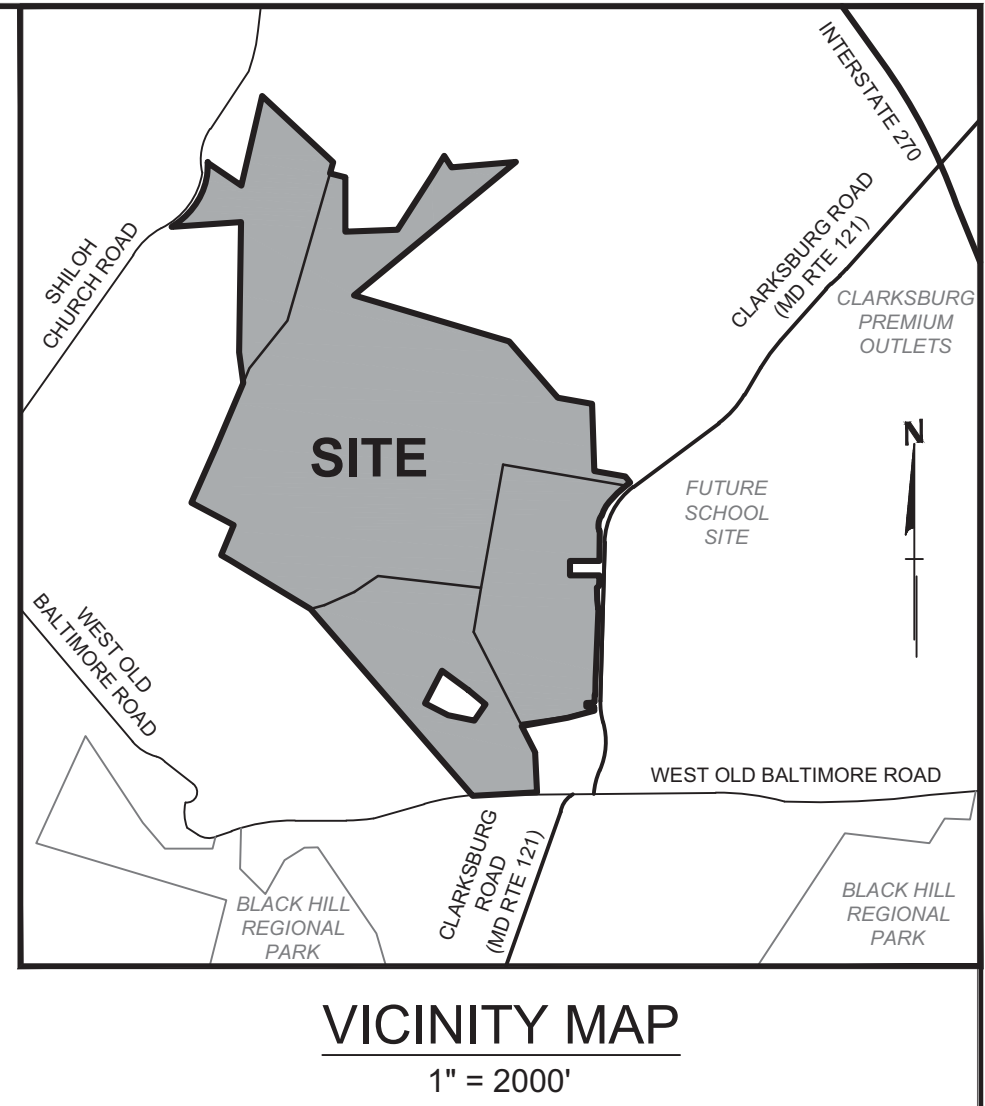 INTERSTATE 270
CLARKSBURG ROAD
(MD RTE 121)
SHILOH
CHURCH ROAD
CLARKSBURG
PREMIUM
OUTLETS
SITE
N
FUTURE
SCHOOL
SITE
WEST OLD
BALTIMORE ROAD
WEST OLD BALTIMORE ROAD
CLARKSBURG
ROAD
(MD RTE 121)
BLACK HILL
REGIONAL
PARK
BLACK HILL
REGIONAL
PARK
VICINITY MAP
1" = 2000'